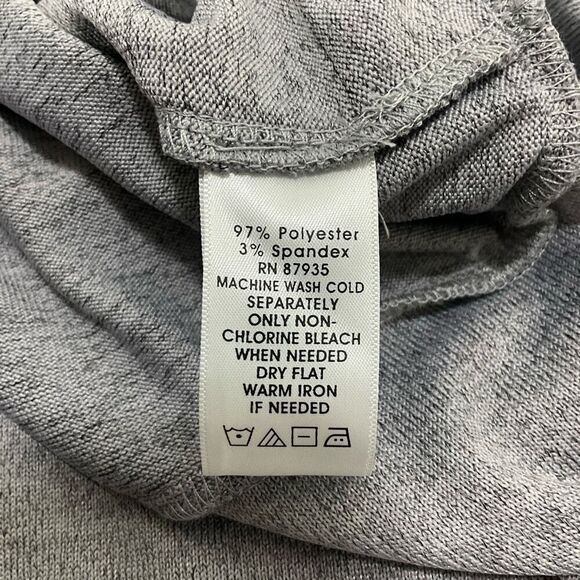 97% Polyester
3% Spandex
RN 87935
MACHINE WASH COLD
SEPARATELY
ONLY NON-
CHLORINE BLEACH
WHEN NEEDED
DRY FLAT
WARM IRON
IF NEEDED